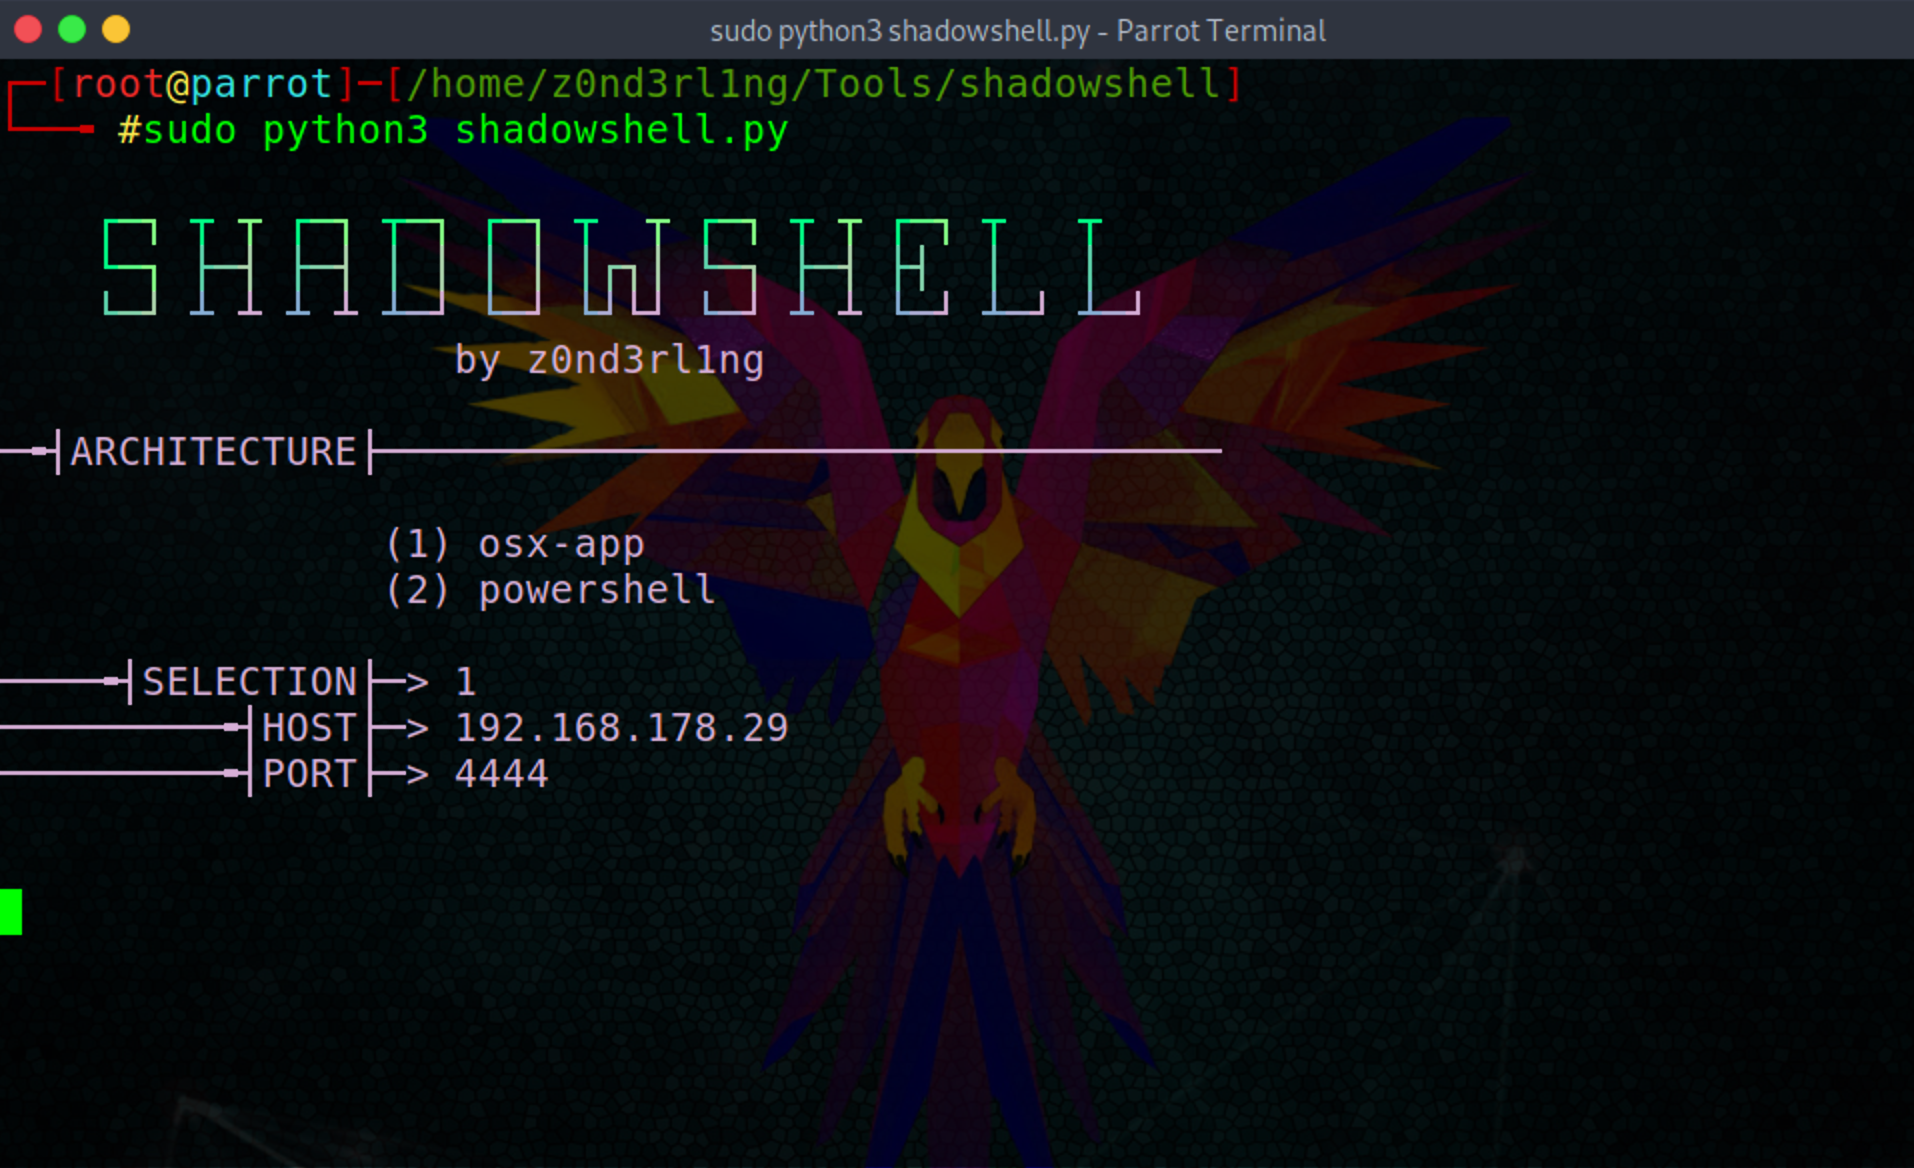 sudo python3 shadowshell.py - Parrot Terminal
[root@parrot]─[/home/z0nd3rl1ng/Tools/shadowshell]
#sudo python3 shadowshell.py
SHADOWSHELL
by z0nd3rl1ng
ARCHITECTURE
(1) osx-app
(2) powershell
SELECTION > 1
HOST > 192.168.178.29
PORT > 4444